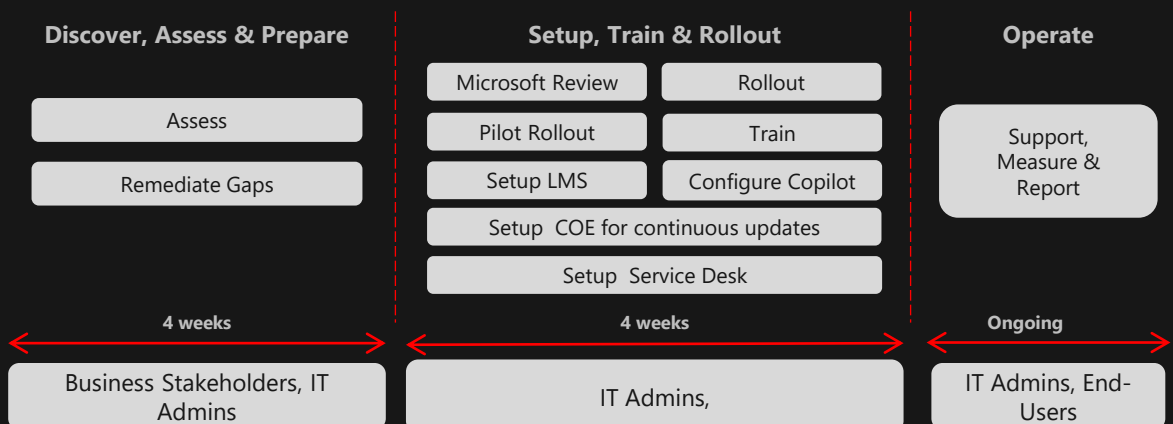 Discover, Assess & Prepare
Assess
Remediate Gaps
4 weeks
Business Stakeholders, IT
Admins
Setup, Train & Rollout
Microsoft Review
Rollout
Pilot Rollout
Train
Setup LMS
Configure Copilot
Setup  COE for continuous updates
Setup  Service Desk
4 weeks
IT Admins,
Operate
Support,
Measure &
Report
Ongoing
IT Admins, End-
Users